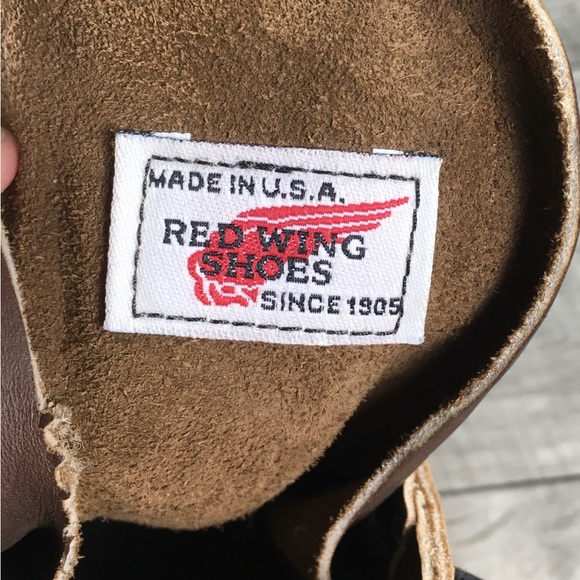 MADE IN U.S.A.
RED WING
SHOES
SINCE 1905